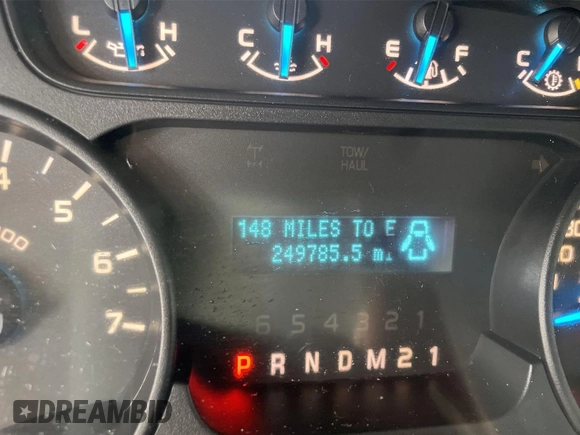 L H C H E F C
TOW/
HAUL
148 MILES TO E
249785.5 mi
4
5
6
7
000
6 5 4 3 2 1
P R N D M 2 1
DREAMBID